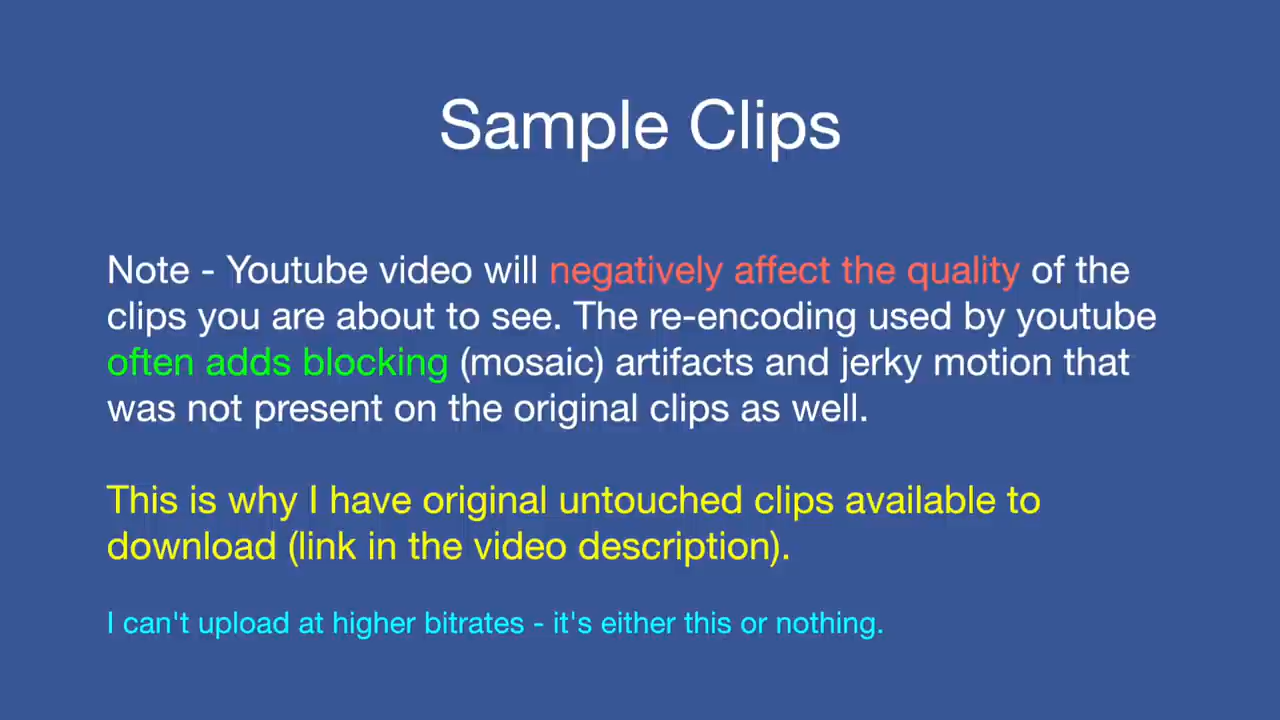 Sample Clips
Note - Youtube video will negatively affect the quality of the
clips you are about to see. The re-encoding used by youtube
often adds blocking (mosaic) artifacts and jerky motion that
was not present on the original clips as well.
This is why I have original untouched clips available to
download (link in the video description).
I can't upload at higher bitrates - it's either this or nothing.